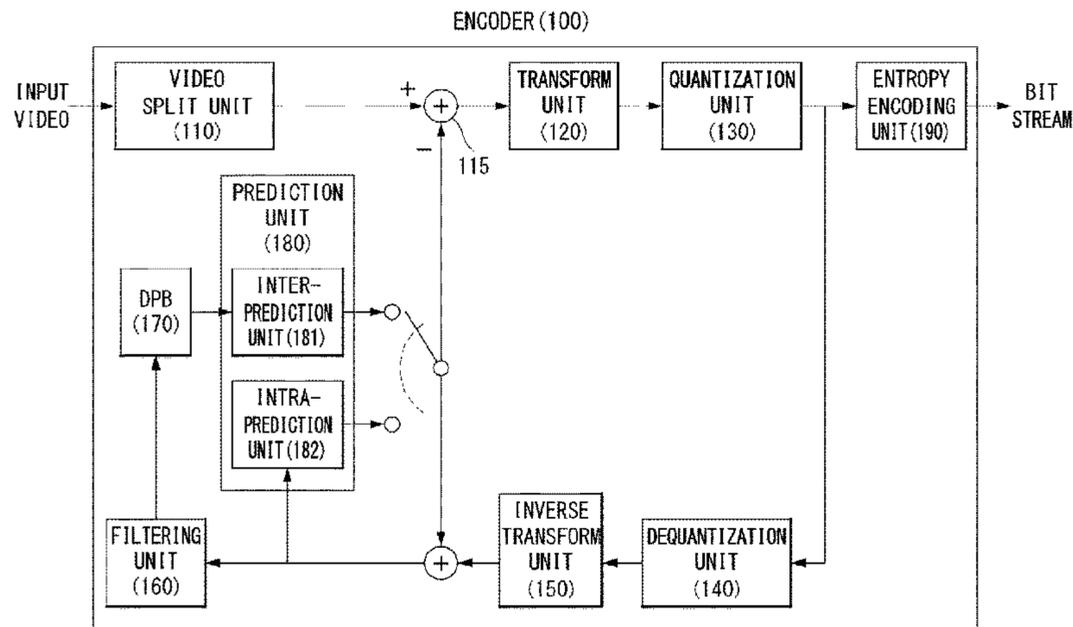 ENCODER(100)
INPUT
VIDEO
VIDEO
SPLIT UNIT
(110)
+
+
−
115
TRANSFORM
UNIT
(120)
QUANTIZATION
UNIT
(130)
ENTROPY
ENCODING
UNIT(190)
BIT
STREAM
PREDICTION
UNIT
(180)
DPB
(170)
INTER-
PREDICTION
UNIT(181)
INTRA-
PREDICTION
UNIT(182)
FILTERING
UNIT
(160)
+
INVERSE
TRANSFORM
UNIT
(150)
DEQUANTIZATION
UNIT
(140)